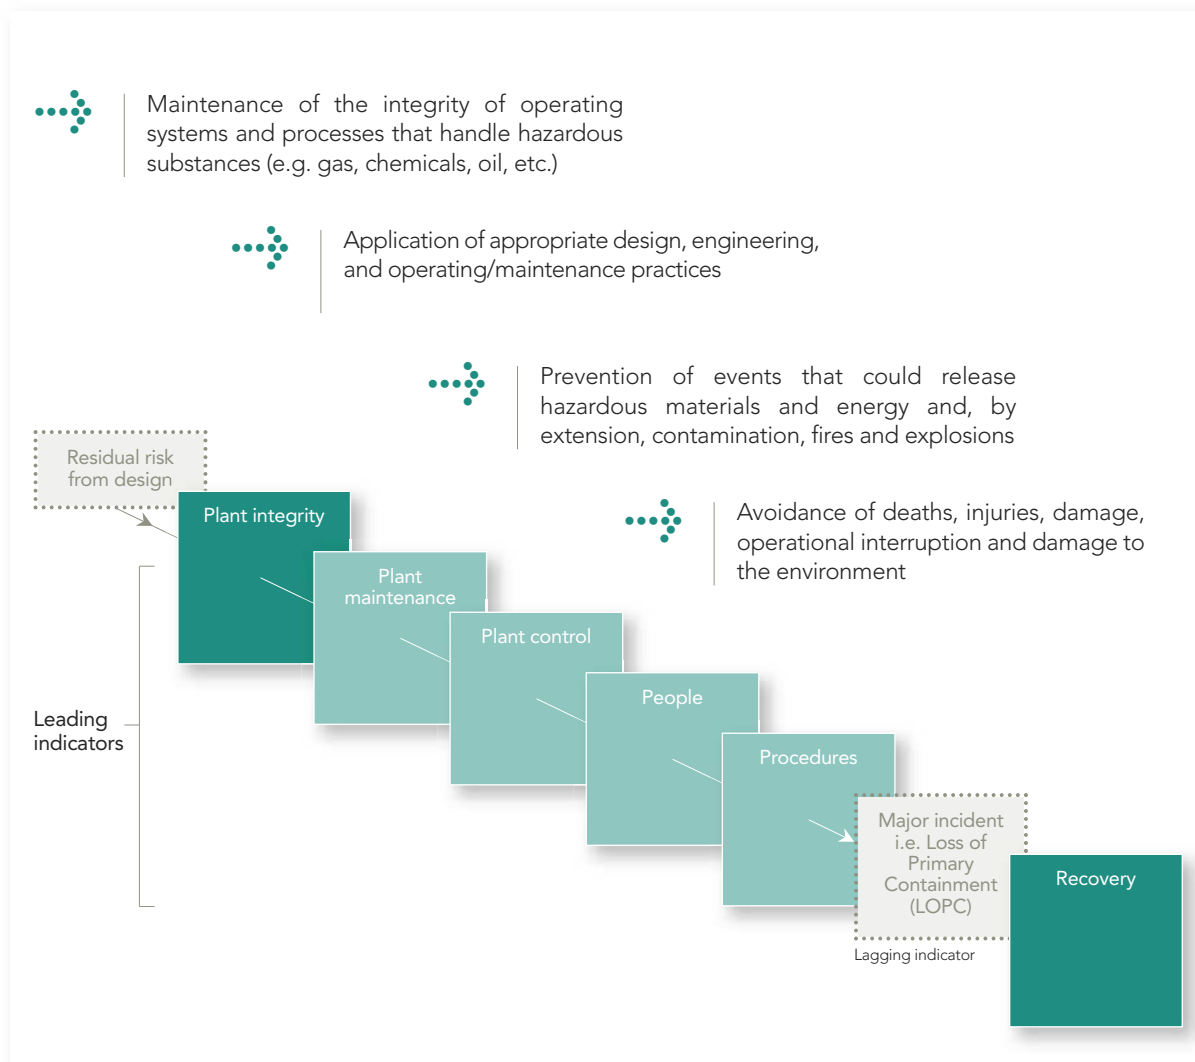 Maintenance of the integrity of operating
systems and processes that handle hazardous
substances (e.g. gas, chemicals, oil, etc.)
Application of appropriate design, engineering,
and operating/maintenance practices
Prevention of events that could release
hazardous materials and energy and, by
extension, contamination, fires and explosions
Residual risk
from design
Plant integrity
Avoidance of deaths, injuries, damage,
operational interruption and damage to
the environment
Plant
maintenance
Plant control
People
Leading
indicators
Procedures
Major incident
i.e. Loss of
Primary
Containment
(LOPC)
Recovery
Lagging indicator